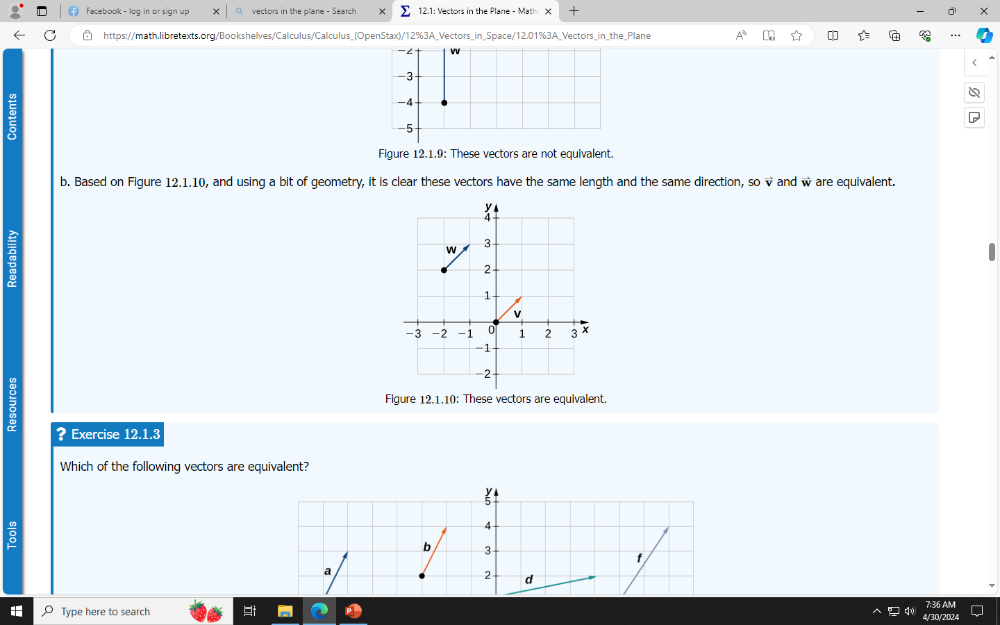 Facebook - log in or sign up
vectors in the plane - Search
12.1: Vectors in the Plane - Math
https://math.libretexts.org/Bookshelves/Calculus/Calculus_(OpenStax)/12%3A_Vectors_in_Space/12.01%3A_Vectors_in_the_Plane
Contents
Readability
Resources
Tools
−2
w
−3
−4
−5
Figure 12.1.9: These vectors are not equivalent.
b. Based on Figure 12.1.10, and using a bit of geometry, it is clear these vectors have the same length and the same direction, so v⃗ and w⃗ are equivalent.
y
4
w
3
2
1
v
−3 −2 −1 0 1 2 3 x
−1
−2
Figure 12.1.10: These vectors are equivalent.
? Exercise 12.1.3
Which of the following vectors are equivalent?
y
5
4
b
3
f
a
2
d
Type here to search
7:36 AM
4/30/2024